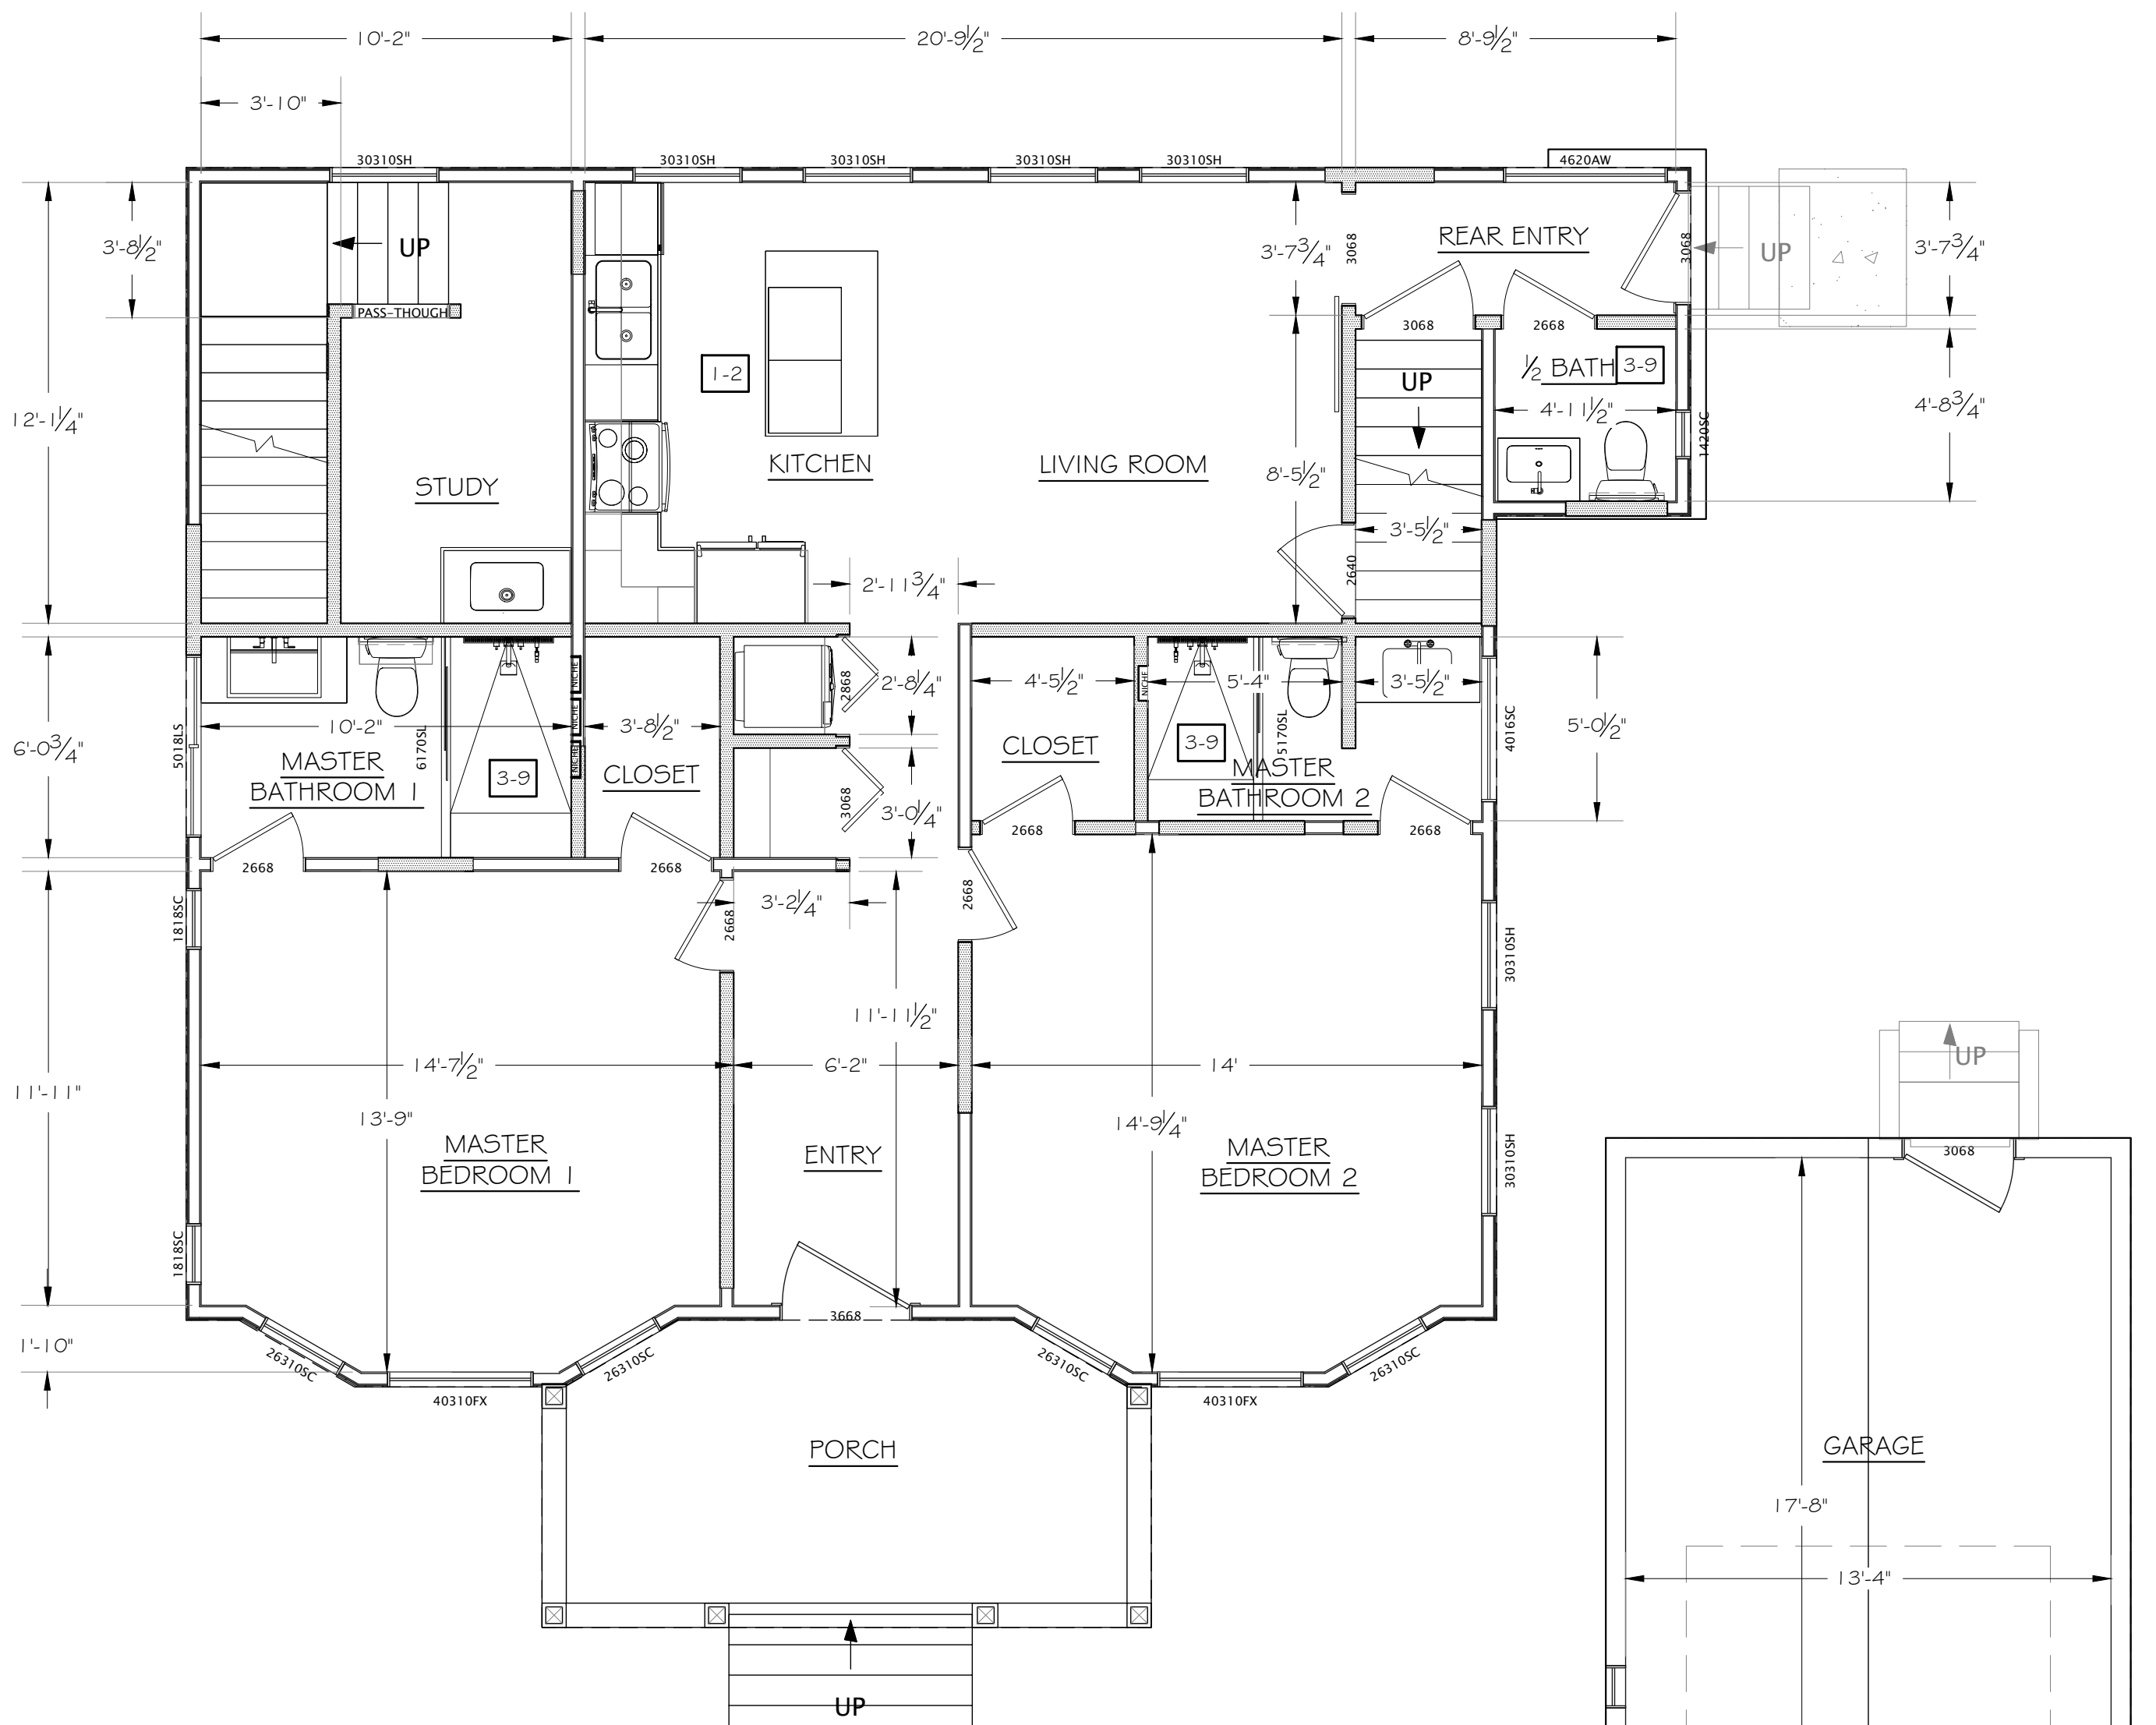 10'-2"
20'-9½"
8'-9½"
3'-10"
30310SH
30310SH
30310SH
30310SH
30310SH
4620AW
3'-8½"
UP
PASS-THOUGH
3'-7¾"
3068
REAR ENTRY
3068
UP
3'-7¾"
3068
2668
12'-1¼"
1-2
UP
½ BATH
3-9
4'-11½"
4'-8¾"
1420SC
STUDY
KITCHEN
LIVING ROOM
8'-5½"
3'-5½"
2640
2'-11¾"
NICHE
NICHE
NICHE
2868
2'-8¼"
4'-5½"
NICHE
5'-4"
3'-5½"
10'-2"
3'-8½"
6'-0¾"
5018LS
6170SL
MASTER
BATHROOM 1
3-9
CLOSET
3068
3'-0¼"
CLOSET
3-9
5170SL
MASTER
BATHROOM 2
4016SC
5'-0½"
2668
2668
2668
2668
1818SC
2668
3'-2¼"
2668
30310SH
11'-11½"
14'-7½"
6'-2"
14'
11'-11"
13'-9"
14'-9¼"
MASTER
BEDROOM 1
ENTRY
MASTER
BEDROOM 2
30310SH
UP
3068
1818SC
3668
1'-10"
26310SC
26310SC
26310SC
26310SC
40310FX
40310FX
PORCH
GARAGE
17'-8"
13'-4"
UP